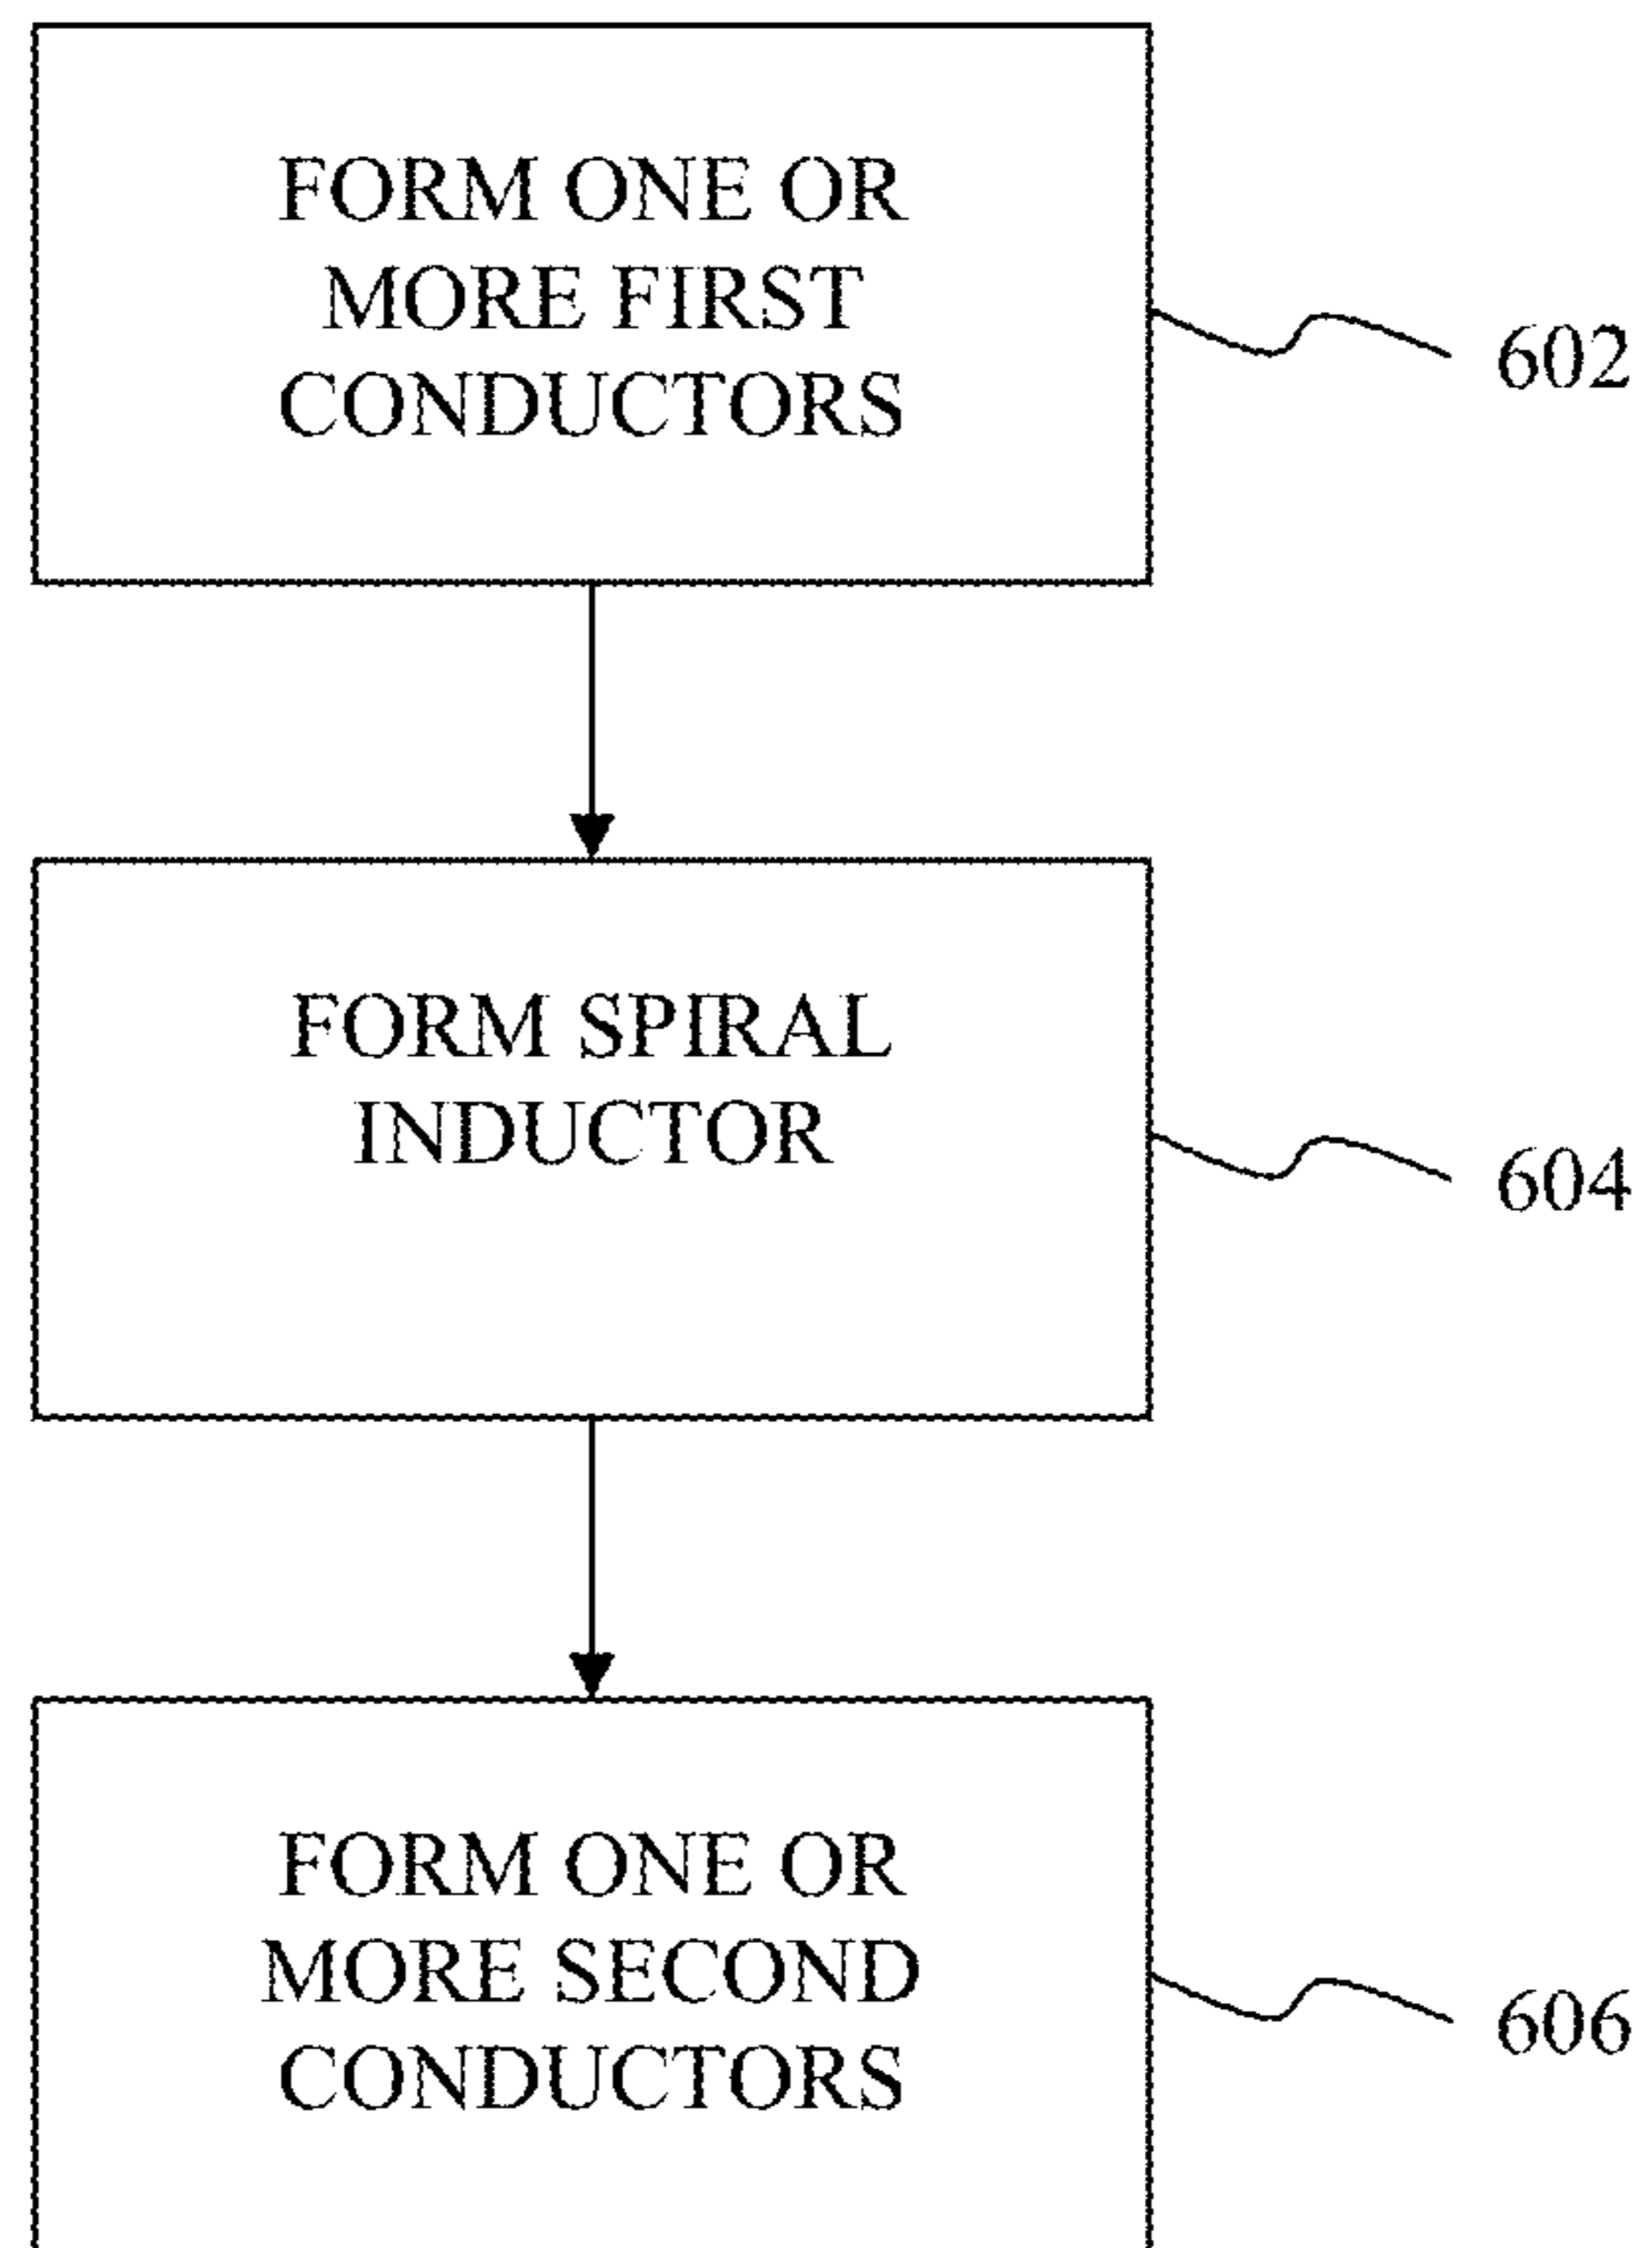 FORM ONE OR
MORE FIRST
CONDUCTORS
602
FORM SPIRAL
INDUCTOR
604
FORM ONE OR
MORE SECOND
CONDUCTORS
606